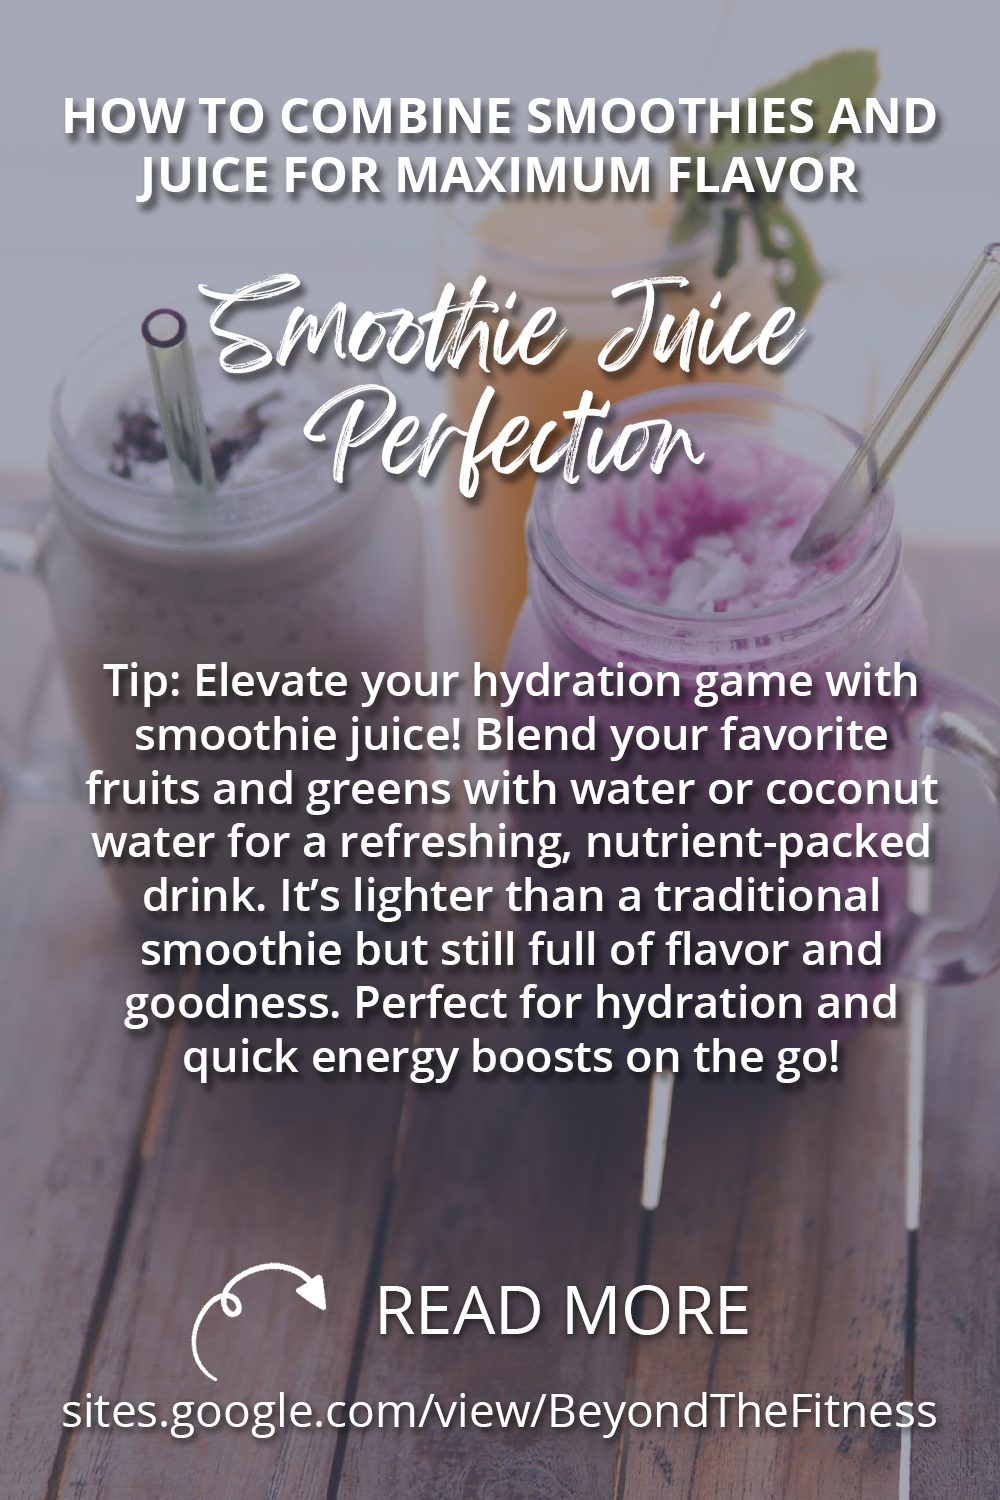 HOW TO COMBINE SMOOTHIES AND
JUICE FOR MAXIMUM FLAVOR
Smoothie Juice
Perfection
Tip: Elevate your hydration game with
smoothie juice! Blend your favorite
fruits and greens with water or coconut
water for a refreshing, nutrient-packed
drink. It’s lighter than a traditional
smoothie but still full of flavor and
goodness. Perfect for hydration and
quick energy boosts on the go!
READ MORE
sites.google.com/view/BeyondTheFitness